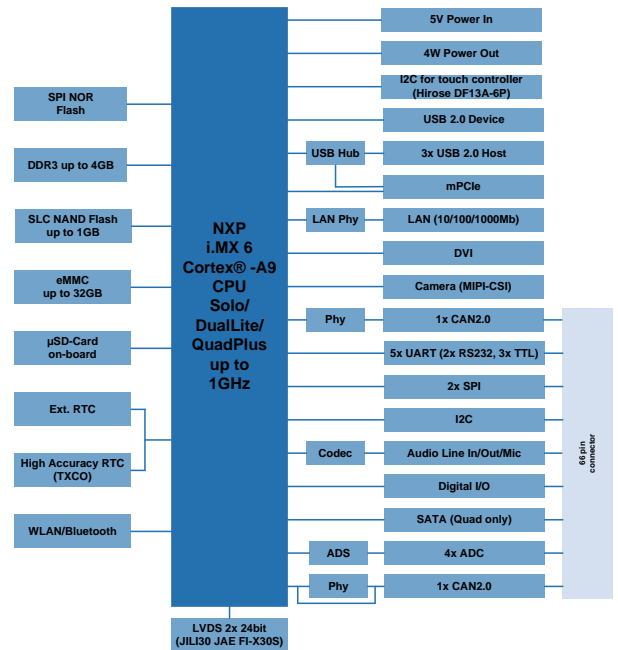 SPI NOR
Flash
DDR3 up to 4GB
SLC NAND Flash
up to 1GB
eMMC
up to 32GB
µSD-Card
on-board
Ext. RTC
High Accuracy RTC
(TXCO)
WLAN/Bluetooth
NXP
i.MX 6
Cortex® -A9
CPU
Solo/
DualLite/
QuadPlus
up to
1GHz
LVDS 2x 24bit
(JILI30 JAE FI-X30S)
5V Power In
4W Power Out
I2C for touch controller
(Hirose DF13A-6P)
USB 2.0 Device
USB Hub
3x USB 2.0 Host
mPCIe
LAN Phy
LAN (10/100/1000Mb)
DVI
Camera (MIPI-CSI)
Phy
1x CAN2.0
5x UART (2x RS232, 3x TTL)
2x SPI
I2C
Codec
Audio Line In/Out/Mic
Digital I/O
SATA (Quad only)
ADS
4x ADC
Phy
1x CAN2.0
66 pin
connector